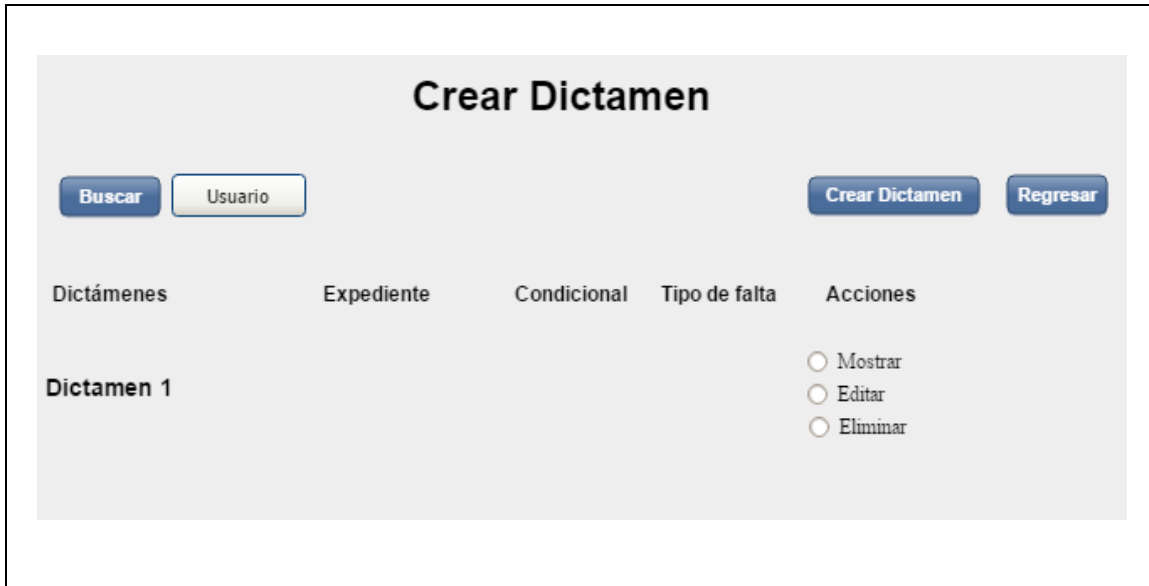 Crear Dictamen
Buscar Usuario Crear Dictamen Regresar
Dictámenes Expediente Condicional Tipo de falta Acciones
Mostrar
Dictamen 1 Editar
Eliminar